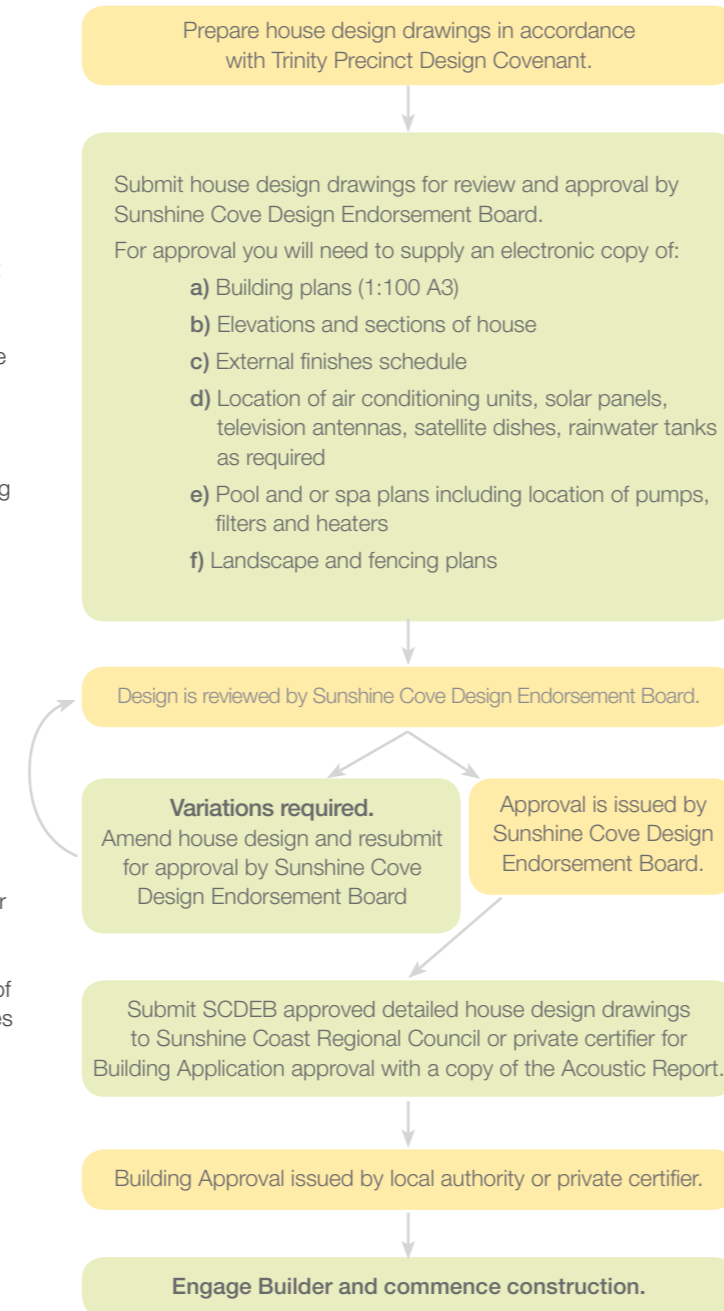 Prepare house design drawings in accordance
with Trinity Precinct Design Covenant.
Submit house design drawings for review and approval by
Sunshine Cove Design Endorsement Board.
For approval you will need to supply an electronic copy of:
a) Building plans (1:100 A3)
b) Elevations and sections of house
c) External finishes schedule
d) Location of air conditioning units, solar panels,
television antennas, satellite dishes, rainwater tanks
as required
e) Pool and or spa plans including location of pumps,
filters and heaters
f) Landscape and fencing plans
Design is reviewed by Sunshine Cove Design Endorsement Board.
Variations required.
Amend house design and resubmit
for approval by Sunshine Cove
Design Endorsement Board
Approval is issued by
Sunshine Cove Design
Endorsement Board.
Submit SCDEB approved detailed house design drawings
to Sunshine Coast Regional Council or private certifier for
Building Application approval with a copy of the Acoustic Report.
Building Approval issued by local authority or private certifier.
Engage Builder and commence construction.